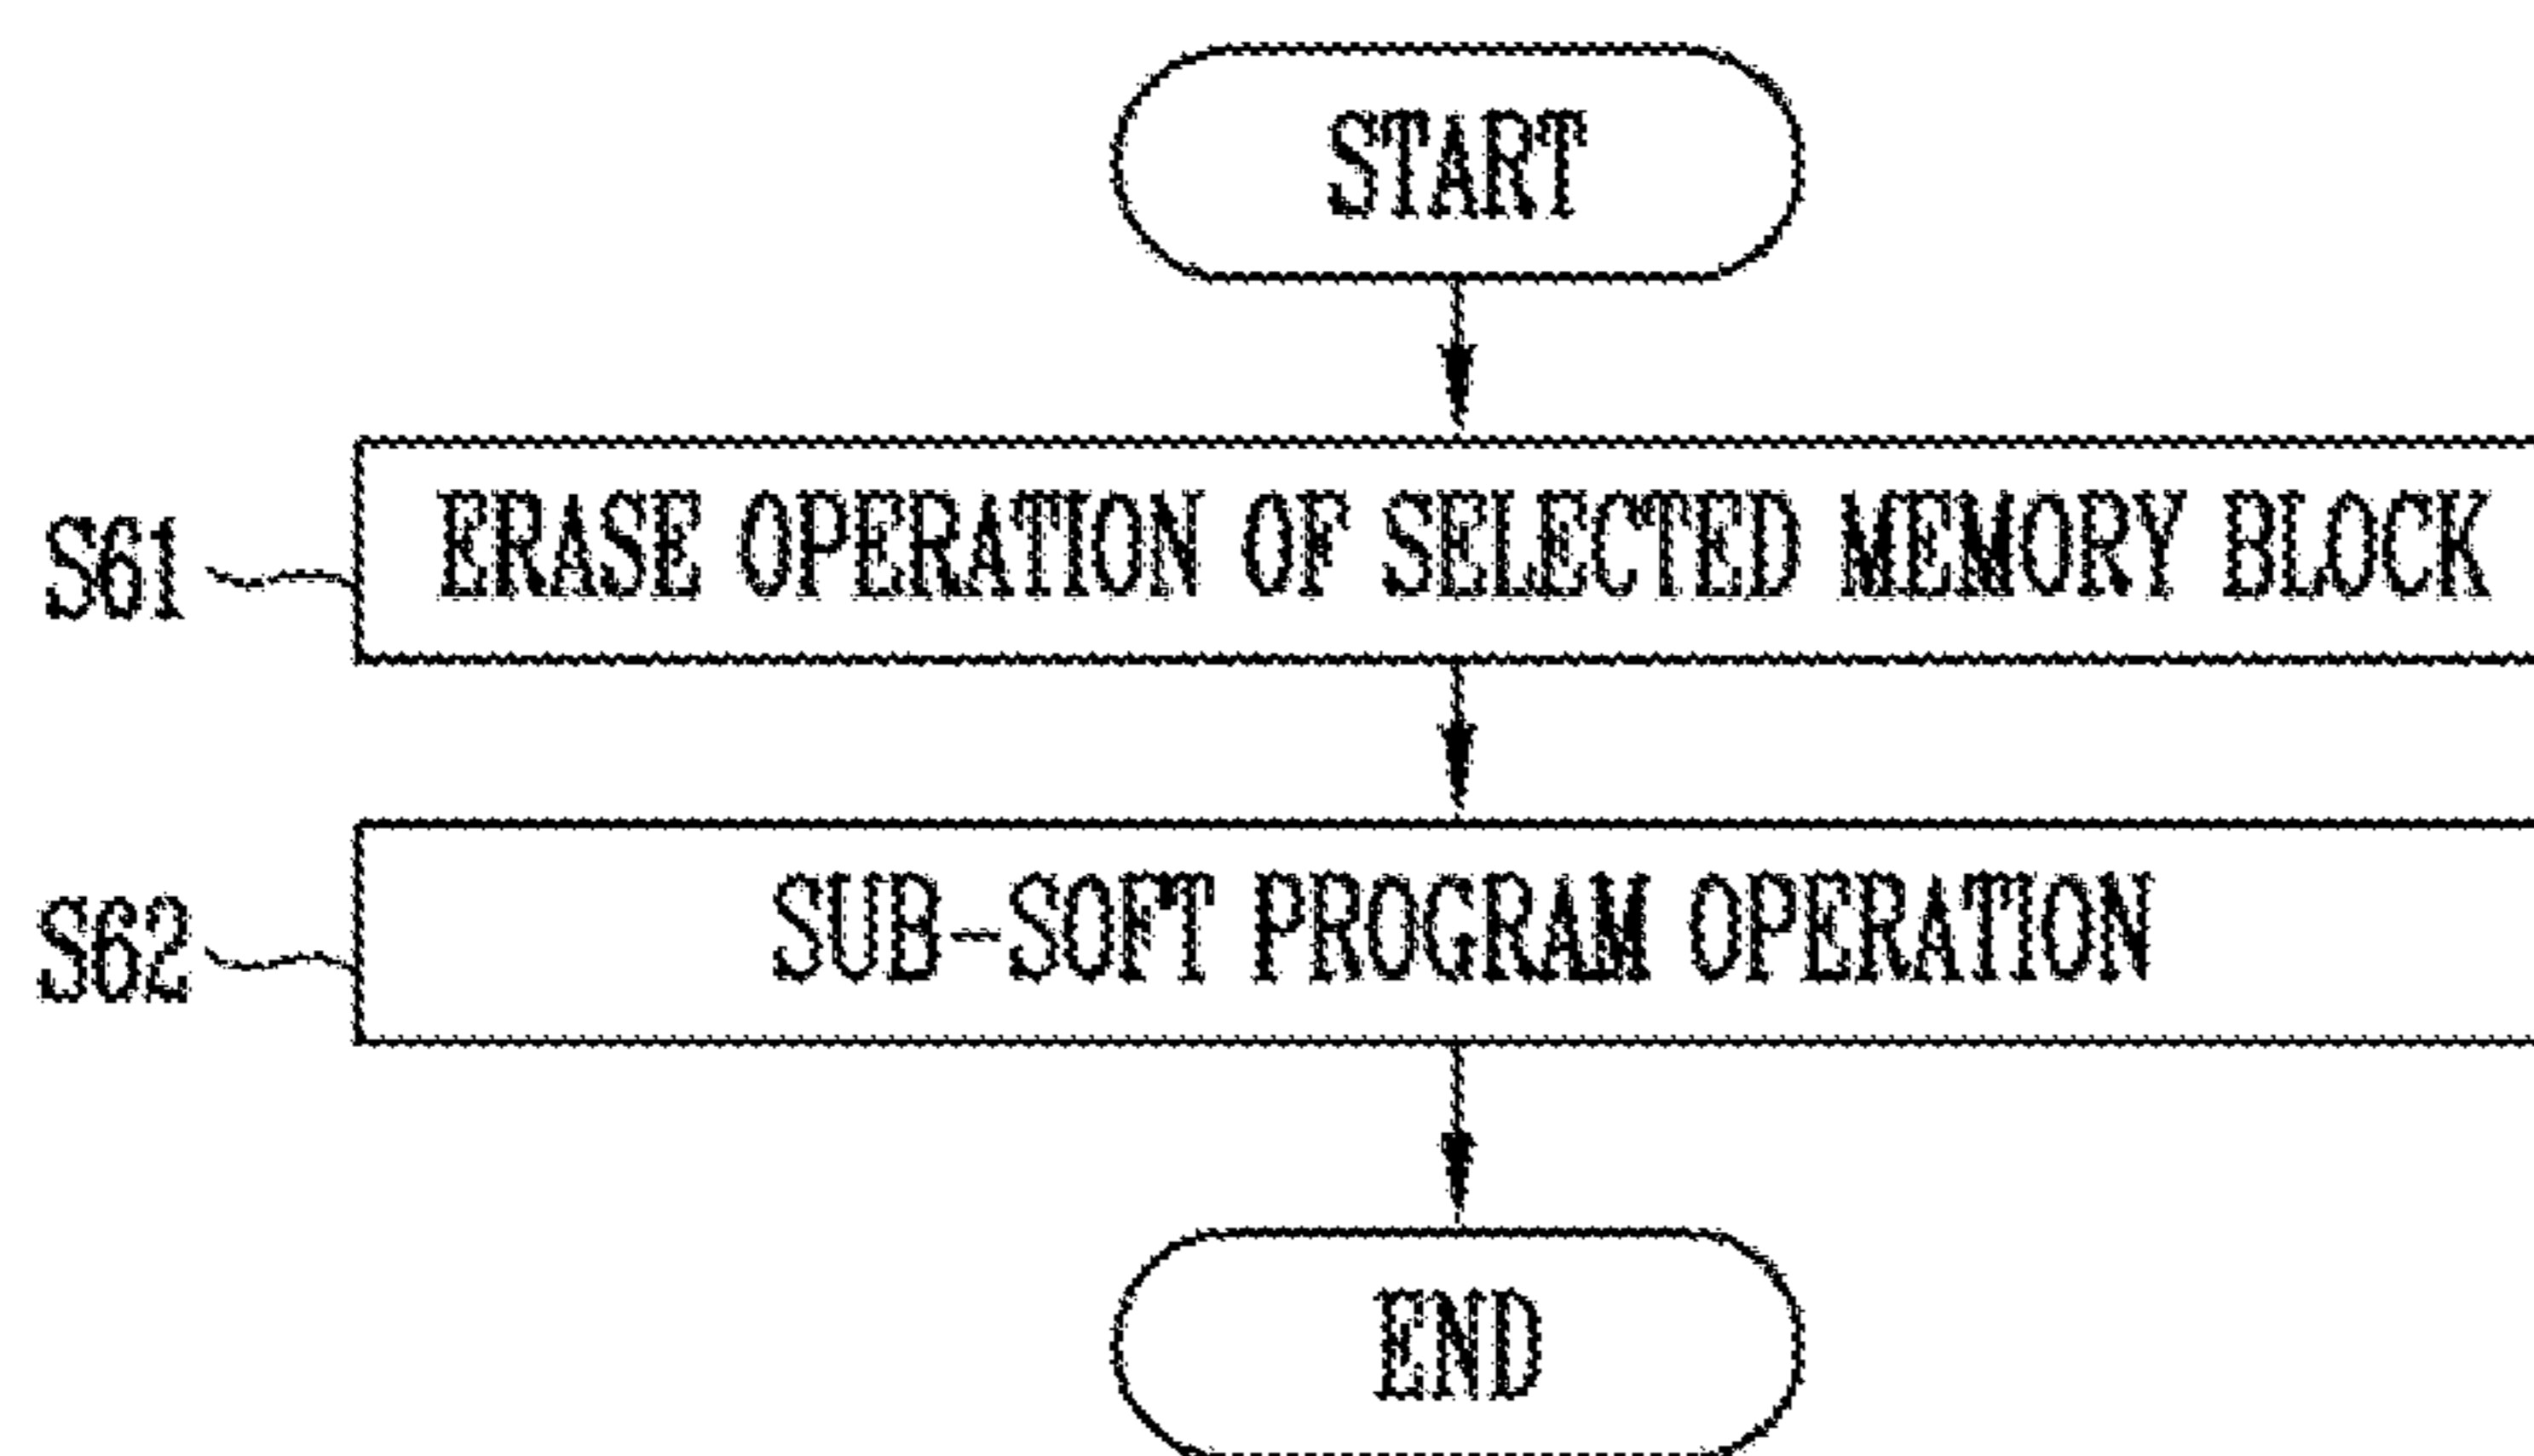 START
S61 ERASE OPERATION OF SELECTED MEMORY BLOCK
S62 SUB-SOFT PROGRAM OPERATION
END